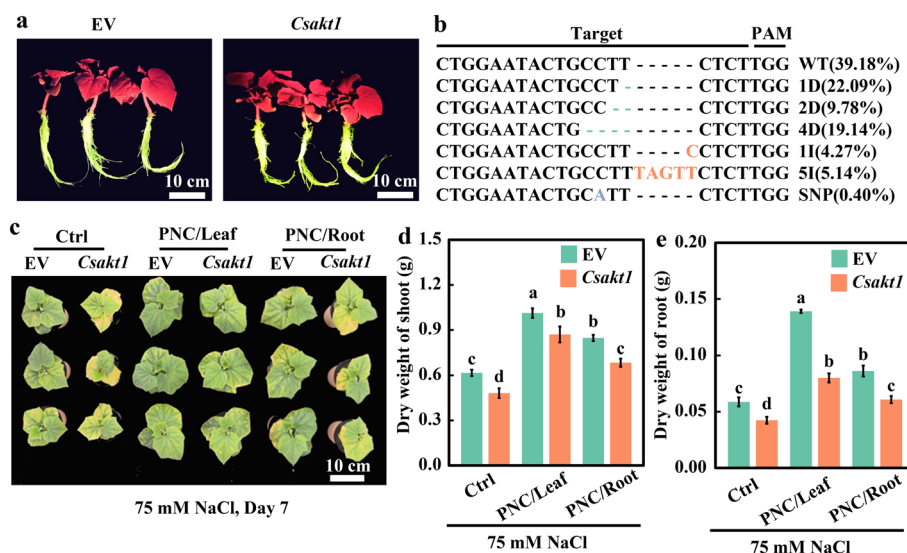 a
EV
Csakt1
10 cm
10 cm
b
Target PAM
CTGGAATACTGCCTT - - - - - CTCTTGG WT(39.18%)
CTGGAATACTGCCT - - - - - - CTCTTGG 1D(22.09%)
CTGGAATACTGCC - - - - - - - CTCTTGG 2D(9.78%)
CTGGAATACTG - - - - - - - - - CTCTTGG 4D(19.14%)
CTGGAATACTGCCTT - - - - CCTCTTGG 1I(4.27%)
CTGGAATACTGCCTTTAGTTCTCTTGG 5I(5.14%)
CTGGAATACTGCATT - - - - - CTCTTGG SNP(0.40%)
c
Ctrl PNC/Leaf PNC/Root
EV Csakt1 EV Csakt1 EV Csakt1
10 cm
75 mM NaCl, Day 7
d
Dry weight of shoot (g)
1.5
1.2
0.9
0.6
0.3
0.0
EV
Csakt1
c d a b b c
Ctrl PNC/Leaf PNC/Root
75 mM NaCl
e
Dry weight of root (g)
0.20
0.15
0.10
0.05
0.00
EV
Csakt1
c d a b b c
Ctrl PNC/Leaf PNC/Root
75 mM NaCl